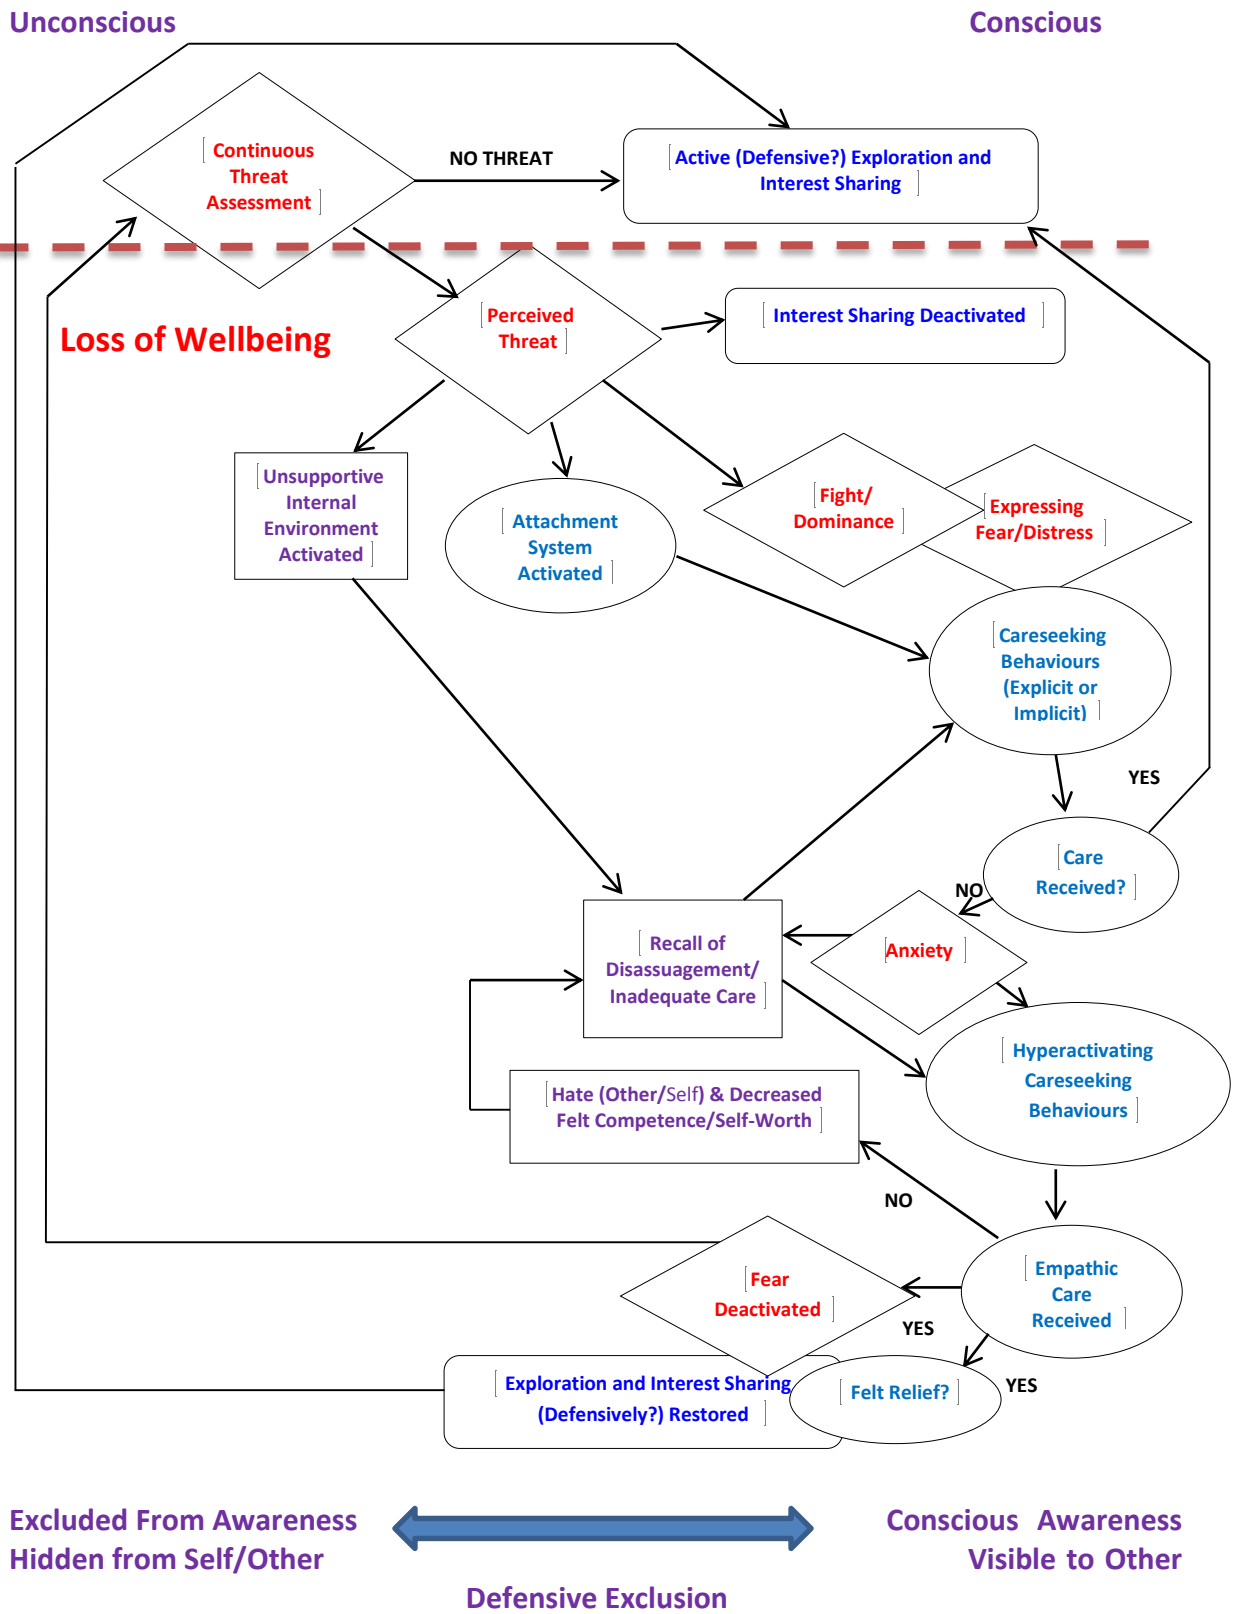 Unconscious
Conscious
Continuous
Threat
Assessment
NO THREAT
Active (Defensive?) Exploration and
Interest Sharing
Loss of Wellbeing
Perceived
Threat
Interest Sharing Deactivated
Unsupportive
Internal
Environment
Activated
Attachment
System
Activated
Fight/
Dominance
Expressing
Fear/Distress
Careseeking
Behaviours
(Explicit or
Implicit)
YES
Care
Received?
NO
Anxiety
Recall of
Disassuagement/
Inadequate Care
Hyperactivating
Careseeking
Behaviours
Hate (Other/Self) & Decreased
Felt Competence/Self-Worth
NO
Empathic
Care
Received
Fear
Deactivated
YES
YES
Exploration and Interest Sharing
(Defensively?) Restored
Felt Relief?
Excluded From Awareness
Hidden from Self/Other
Conscious Awareness
Visible to Other
Defensive Exclusion